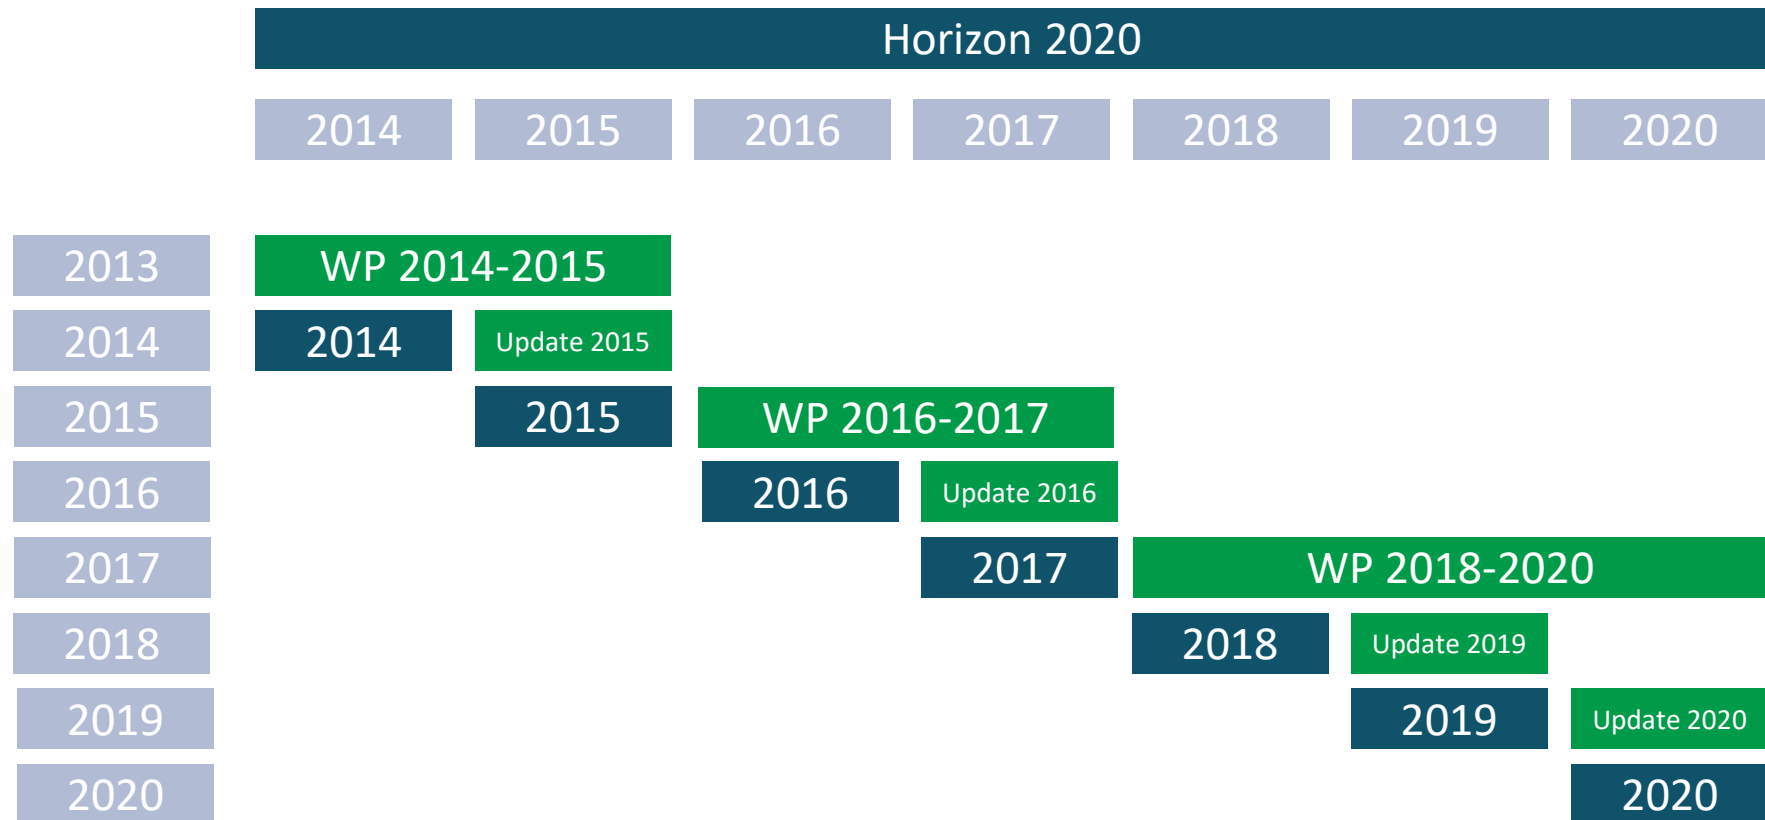 Horizon 2020
2014 2015 2016 2017 2018 2019 2020
2013 WP 2014-2015
2014 2014 Update 2015
2015 2015 WP 2016-2017
2016 2016 Update 2016
2017 2017 WP 2018-2020
2018 2018 Update 2019
2019 2019 Update 2020
2020 2020